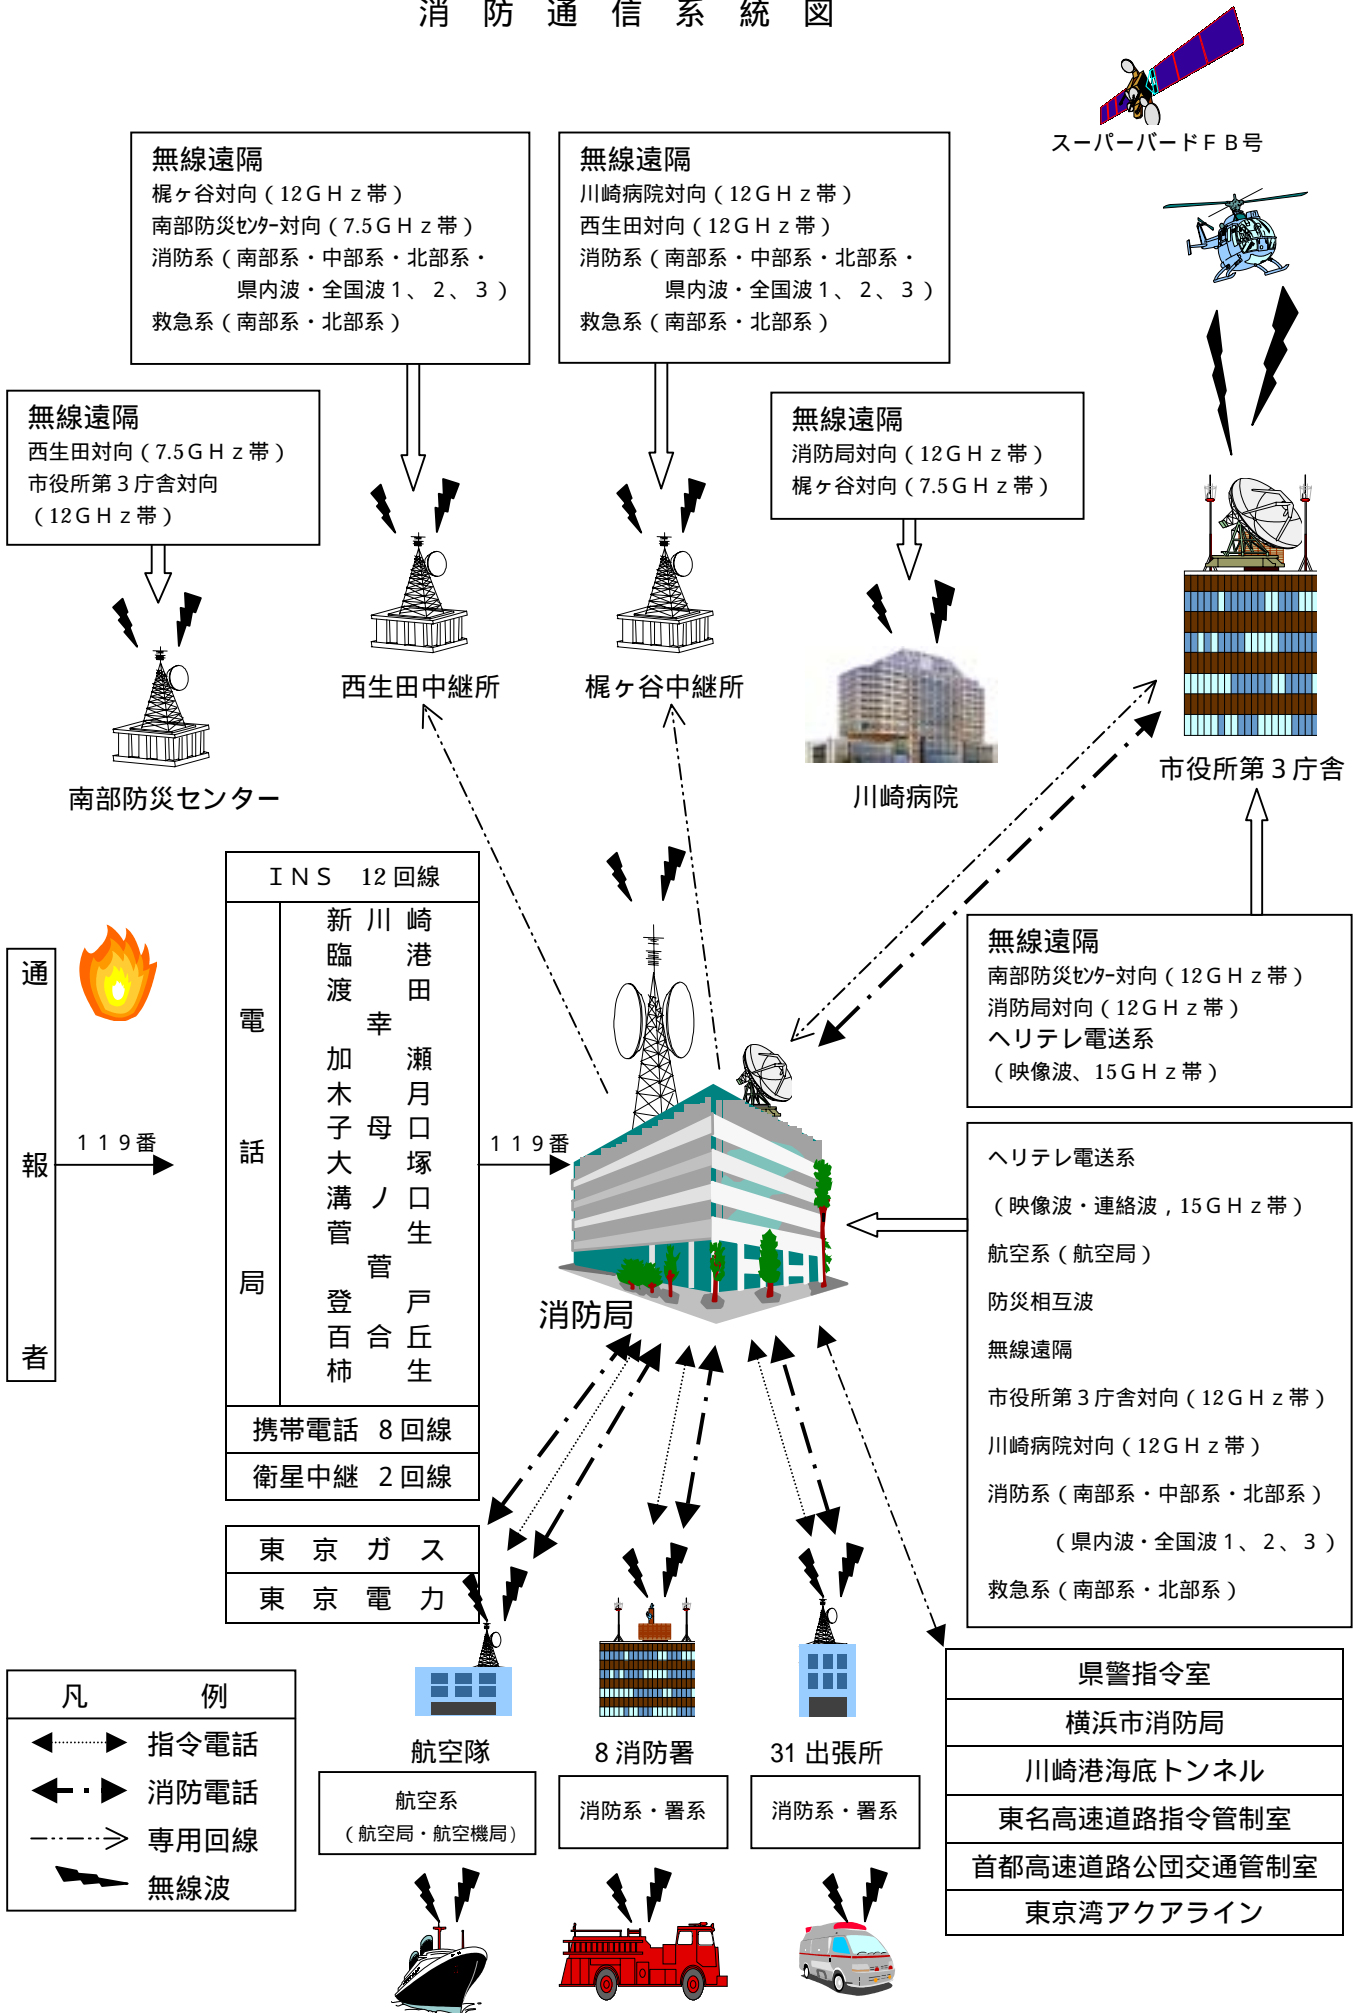 消防通信系統図
スーパーバードＦＢ号
無線遠隔
梶ヶ谷対向（12ＧＨｚ帯）
南部防災ｾﾝﾀｰ対向（7.5ＧＨｚ帯）
消防系（南部系・中部系・北部系・
県内波・全国波１、２、３）
救急系（南部系・北部系）
無線遠隔
川崎病院対向（12ＧＨｚ帯）
西生田対向（12ＧＨｚ帯）
消防系（南部系・中部系・北部系・
県内波・全国波１、２、３）
救急系（南部系・北部系）
無線遠隔
西生田対向（7.5ＧＨｚ帯）
市役所第３庁舎対向
（12ＧＨｚ帯）
無線遠隔
消防局対向（12ＧＨｚ帯）
梶ヶ谷対向（7.5ＧＨｚ帯）
西生田中継所
梶ヶ谷中継所
南部防災センター
川崎病院
市役所第３庁舎
通報者
１１９番
ＩＮＳ　12回線
電話局
新川崎
臨港
渡田
幸
加瀬
木月
子母口
大塚
溝ノ口
菅生
菅
登戸
百合丘
柿生
携帯電話 8回線
衛星中継 2回線
東京ガス
東京電力
１１９番
消防局
無線遠隔
南部防災ｾﾝﾀｰ対向（12ＧＨｚ帯）
消防局対向（12ＧＨｚ帯）
ヘリテレ電送系
（映像波、15ＧＨｚ帯）
ヘリテレ電送系
（映像波・連絡波，15ＧＨｚ帯）
航空系（航空局）
防災相互波
無線遠隔
市役所第３庁舎対向（12ＧＨｚ帯）
川崎病院対向（12ＧＨｚ帯）
消防系（南部系・中部系・北部系）
（県内波・全国波１、２、３）
救急系（南部系・北部系）
県警指令室
横浜市消防局
川崎港海底トンネル
東名高速道路指令管制室
首都高速道路公団交通管制室
東京湾アクアライン
凡例
指令電話
消防電話
専用回線
無線波
航空隊
8消防署
31出張所
航空系
（航空局・航空機局）
消防系・署系
消防系・署系